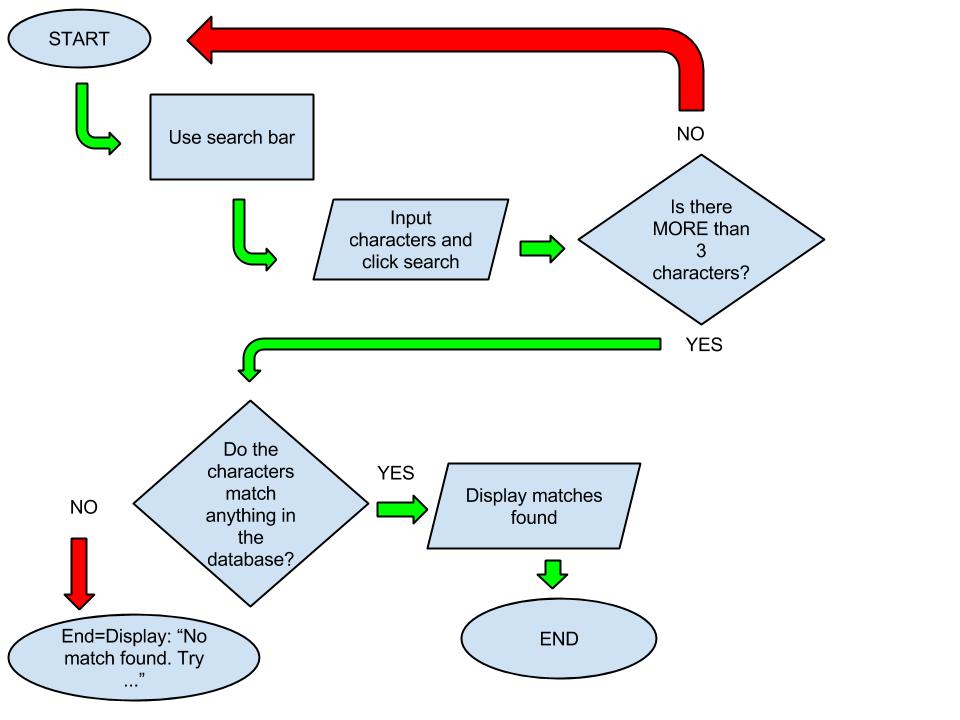 START
Use search bar
Input
characters and
click search
NO
Is there
MORE than
3
characters?
YES
Do the
characters
match
anything in
the
database?
YES
Display matches
found
NO
End=Display: “No
match found. Try
...”
END